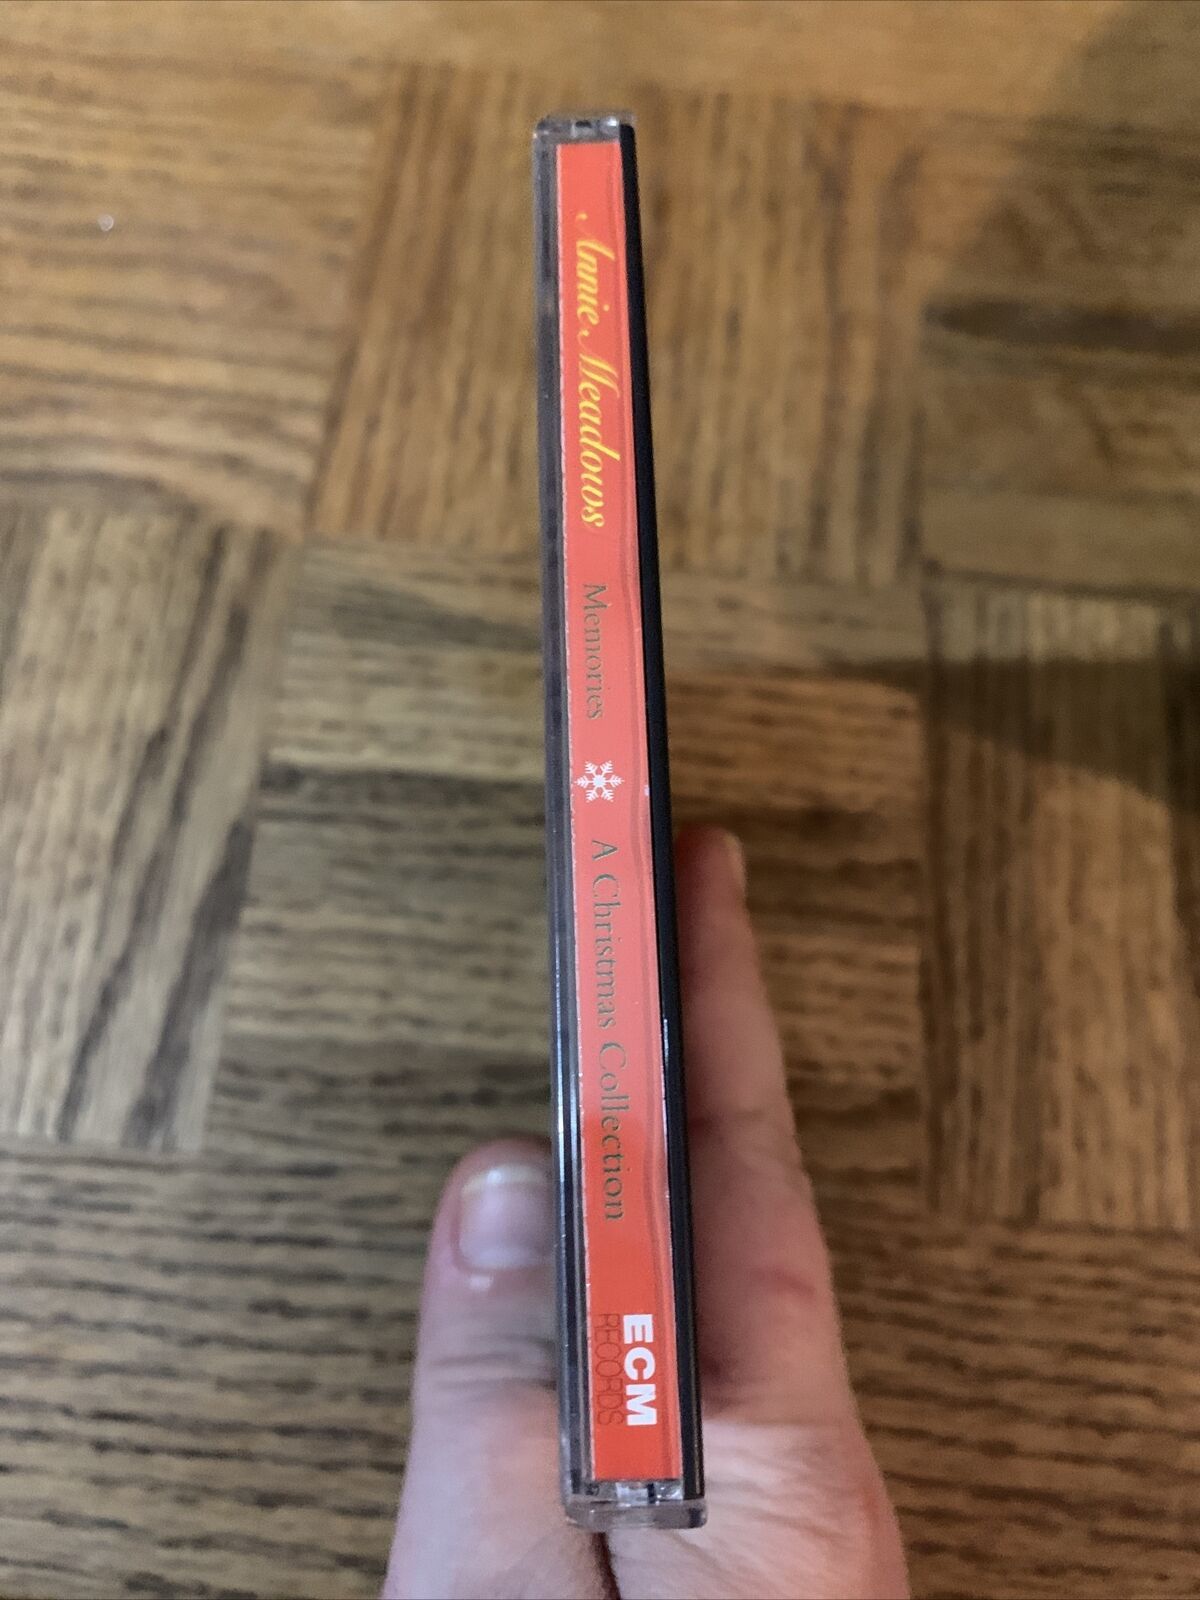 Annie Meadows
Memories
A Christmas Collection
ECM
RECORDS